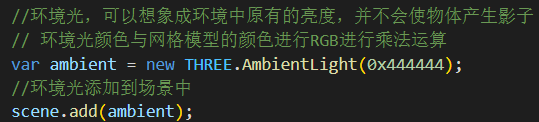 //环境光，可以想象成环境中原有的亮度，并不会使物体产生影子
// 环境光颜色与网格模型的颜色进行RGB进行乘法运算
var ambient = new THREE.AmbientLight(0x444444);
//环境光添加到场景中
scene.add(ambient);